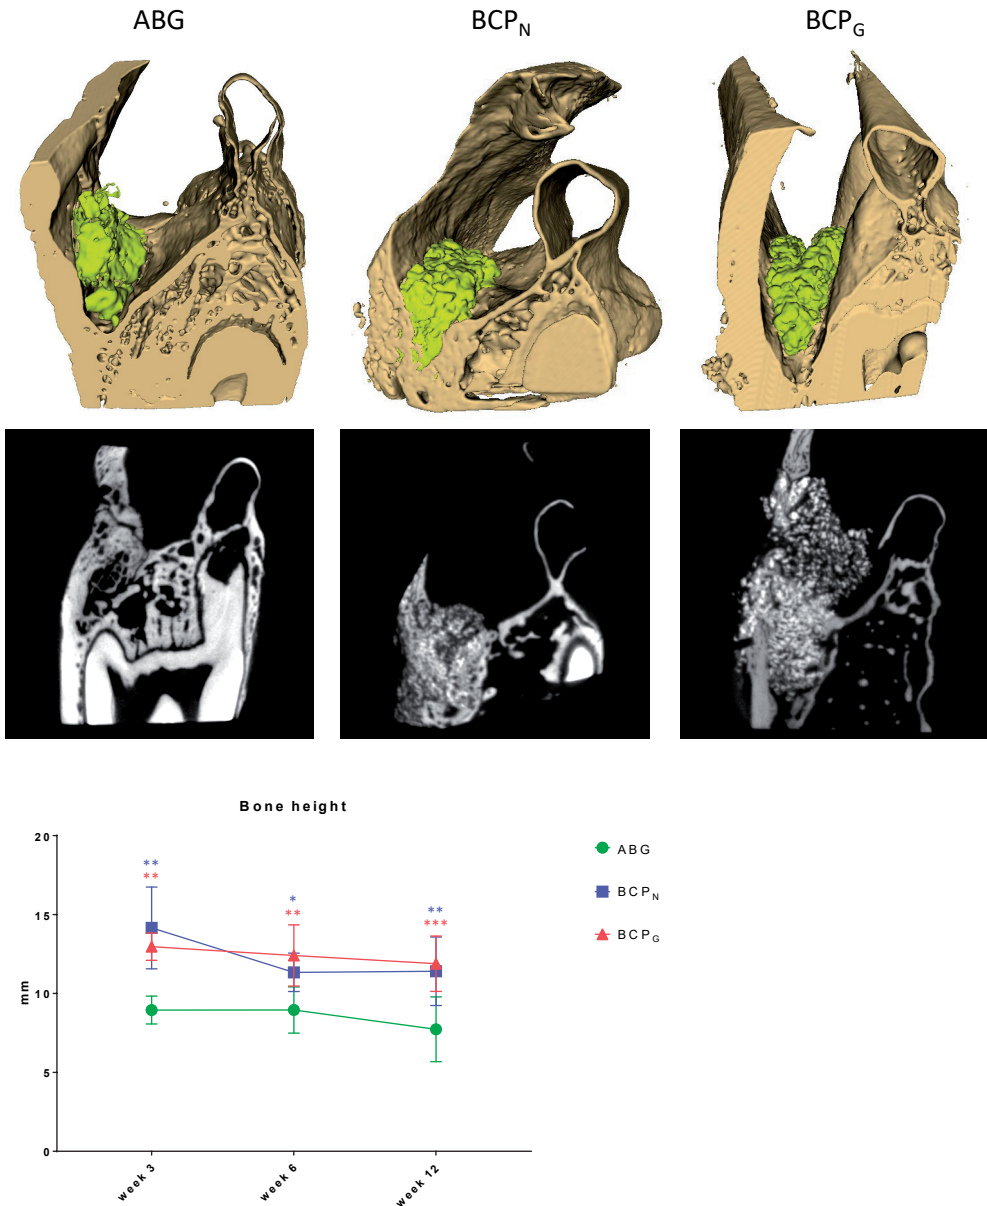 ABG BCPN BCPG
Bone height
20
15
10
5
0
mm
** **
* **
** ***
week 3
week 6
week 12
ABG
BCPN
BCPG